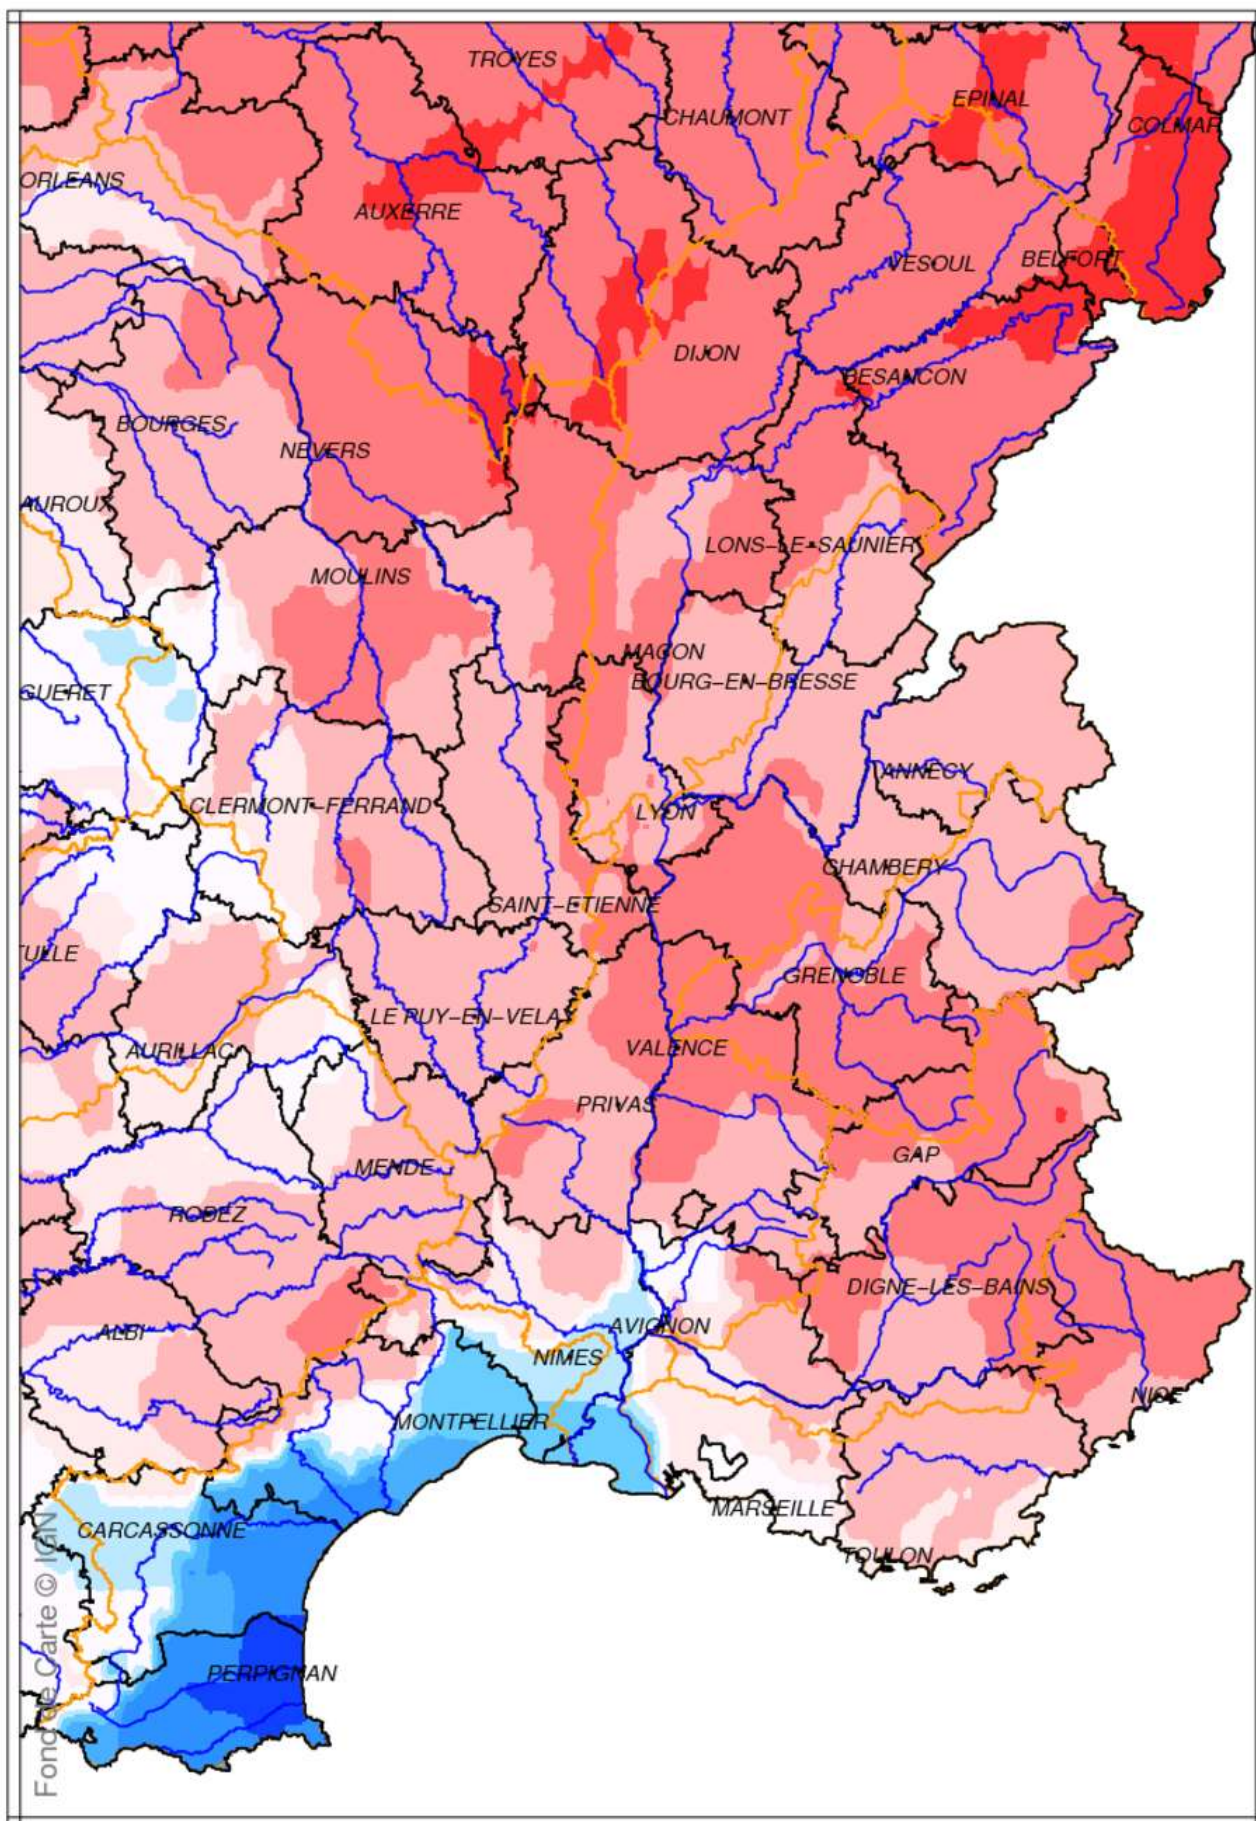 TROYES
EPINAL
CHAUMONT
COLMAR
ORLEANS
AUXERRE
VESOUL
BELFORT
DIJON
BESANCON
BOURGES
NEVERS
AUROUX
LONS-LE-SAUNIER
MOULINS
MACON
BOURG-EN-BRESSE
GUERET
ANNECY
CLERMONT-FERRAND
LYON
CHAMBERY
SAINT-ETIENNE
TULLE
GRENOBLE
LE PUY-EN-VELAY
VALENCE
AURILLAC
PRIVAS
GAP
MENDE
RODEZ
DIGNE-LES-BAINS
ALBI
AVIGNON
NIMES
NICE
MONTPELLIER
MARSEILLE
CARCASSONNE
TOULON
PERPIGNAN
Fond de Carte © IGN